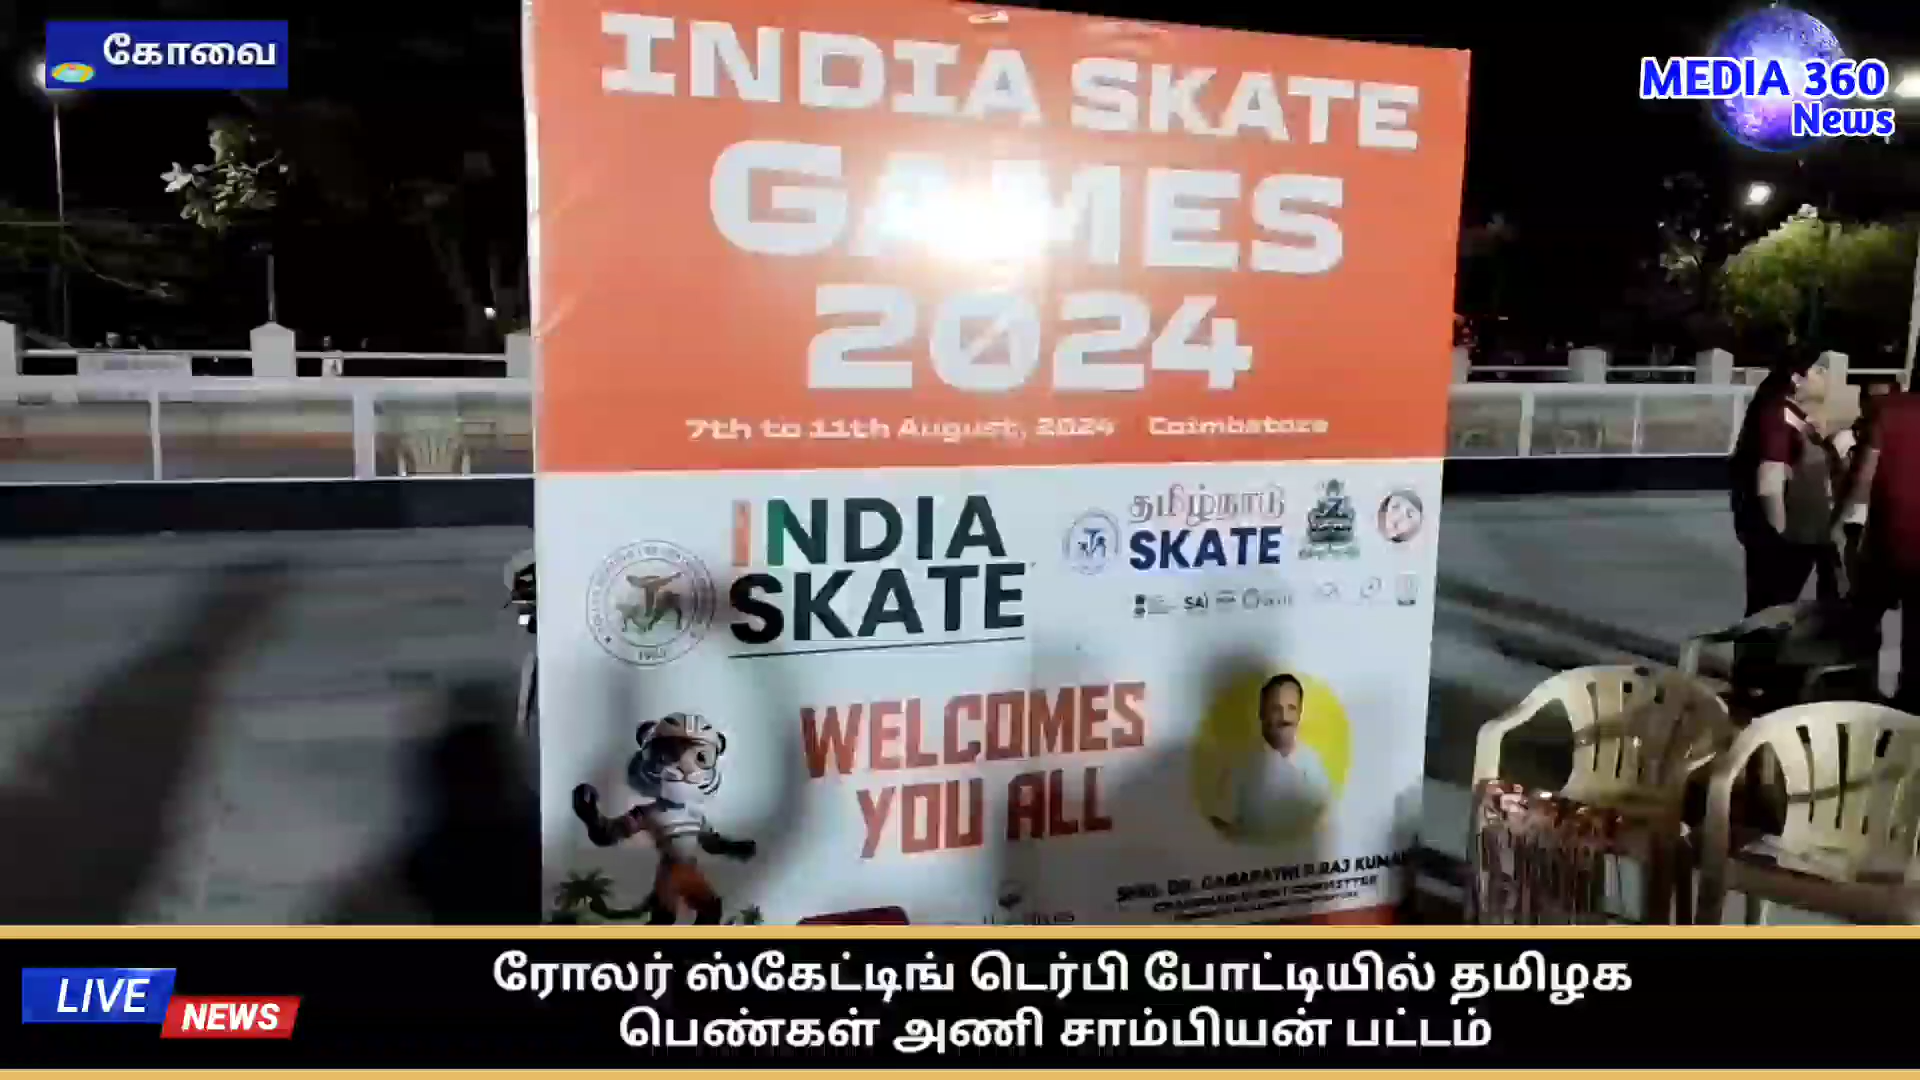 கோவை
MEDIA 360
News
INDIA SKATE
GAMES
2024
7th to 11th August, 2024 Coimbatore
INDIA
SKATE
தமிழ்நாடு
SKATE
SAI
WELCOMES
YOU ALL
LIVE
NEWS
ரோலர் ஸ்கேட்டிங் டெர்பி போட்டியில் தமிழக
பெண்கள் அணி சாம்பியன் பட்டம்